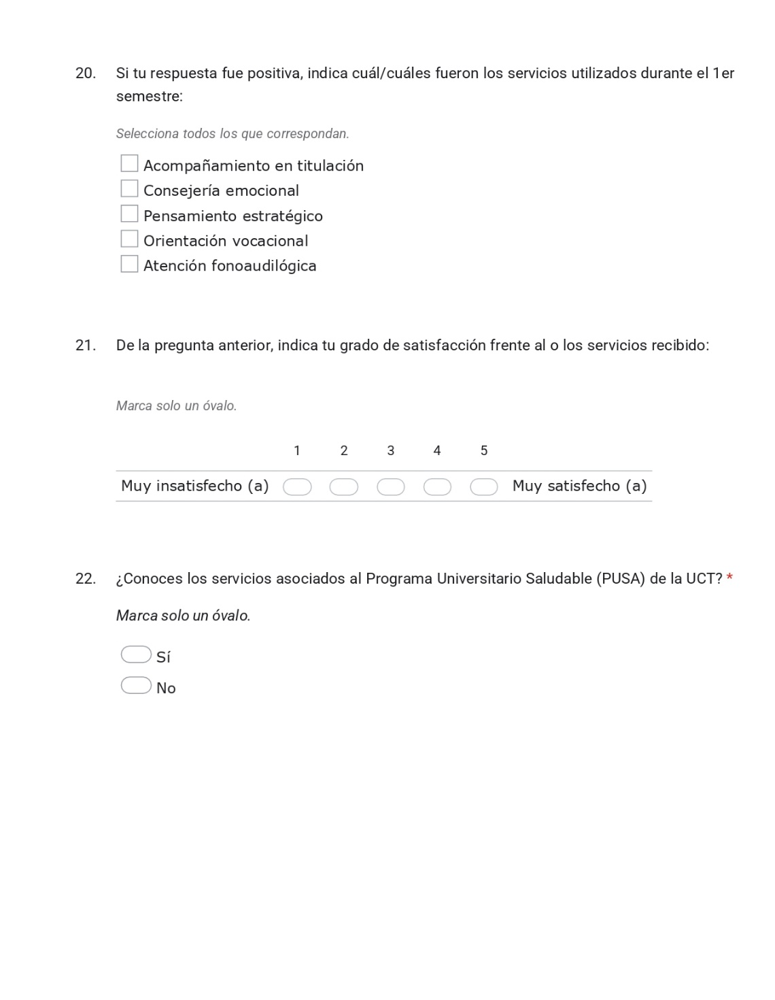 20. Si tu respuesta fue positiva, indica cuál/cuáles fueron los servicios utilizados durante el 1er
semestre:
Selecciona todos los que correspondan.
Acompañamiento en titulación
Consejería emocional
Pensamiento estratégico
Orientación vocacional
Atención fonoaudilógica
21. De la pregunta anterior, indica tu grado de satisfacción frente al o los servicios recibido:
Marca solo un óvalo.
1 2 3 4 5
Muy insatisfecho (a) Muy satisfecho (a)
22. ¿Conoces los servicios asociados al Programa Universitario Saludable (PUSA) de la UCT? *
Marca solo un óvalo.
Sí
No